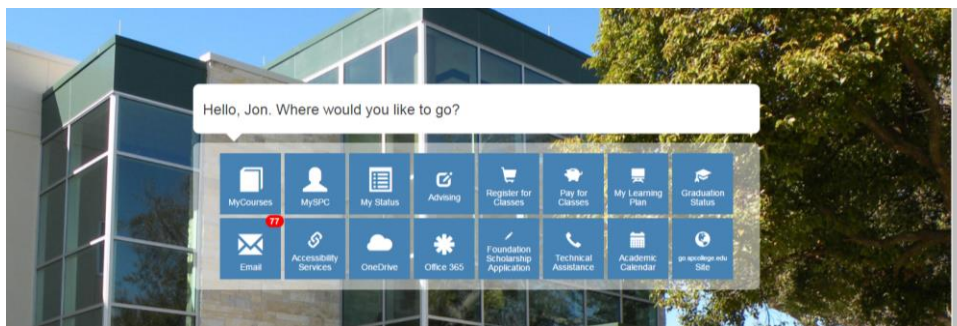 Hello, Jon. Where would you like to go?
MyCourses
MySPC
My Status
Advising
Register for
Classes
Pay for
Classes
My Learning
Plan
Graduation
Status
77
Email
Accessibility
Services
OneDrive
Office 365
Foundation
Scholarship
Application
Technical
Assistance
Academic
Calendar
go.spcollege.edu
Site